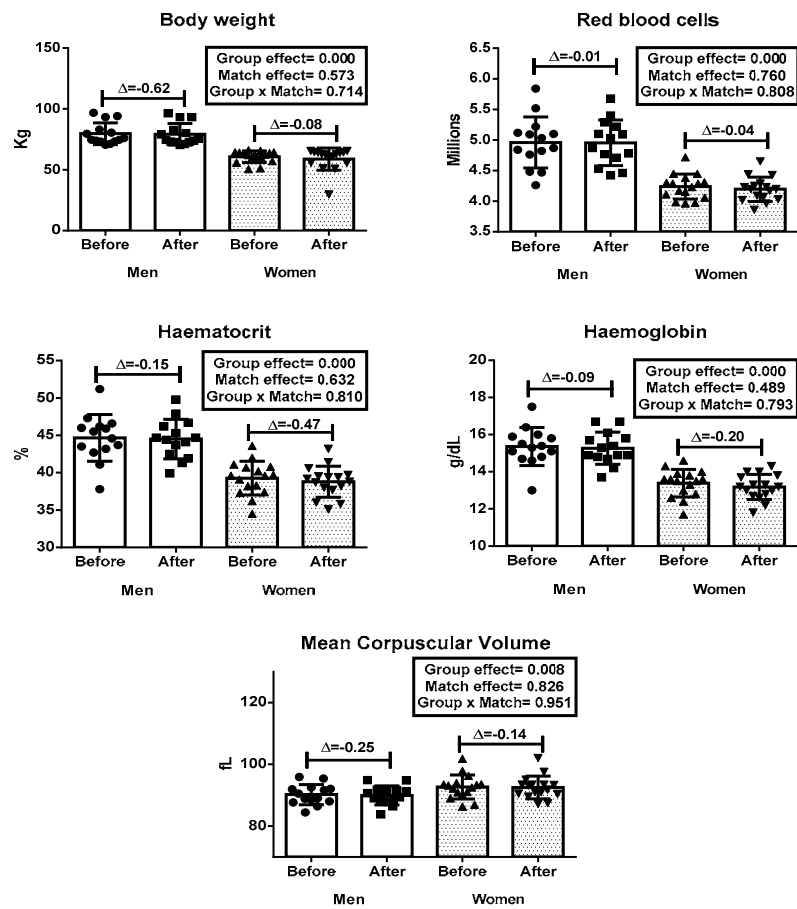 Body weight
Group effect= 0.000
Match effect= 0.573
Group x Match= 0.714
Δ=-0.62
Δ=-0.08
Kg
150
100
50
0
Before After Before After
Men Women
Red blood cells
Group effect= 0.000
Match effect= 0.760
Group x Match= 0.808
Δ=-0.01
Δ=-0.04
Millions
6.5
6.0
5.5
5.0
4.5
4.0
3.5
Before After Before After
Men Women
Haematocrit
Group effect= 0.000
Match effect= 0.632
Group x Match= 0.810
Δ=-0.15
Δ=-0.47
%
55
50
45
40
35
30
Before After Before After
Men Women
Haemoglobin
Group effect= 0.000
Match effect= 0.489
Group x Match= 0.793
Δ=-0.09
Δ=-0.20
g/dL
20
18
16
14
12
10
Before After Before After
Men Women
Mean Corpuscular Volume
Group effect= 0.008
Match effect= 0.826
Group x Match= 0.951
Δ=-0.25
Δ=-0.14
fL
120
100
80
Before After Before After
Men Women